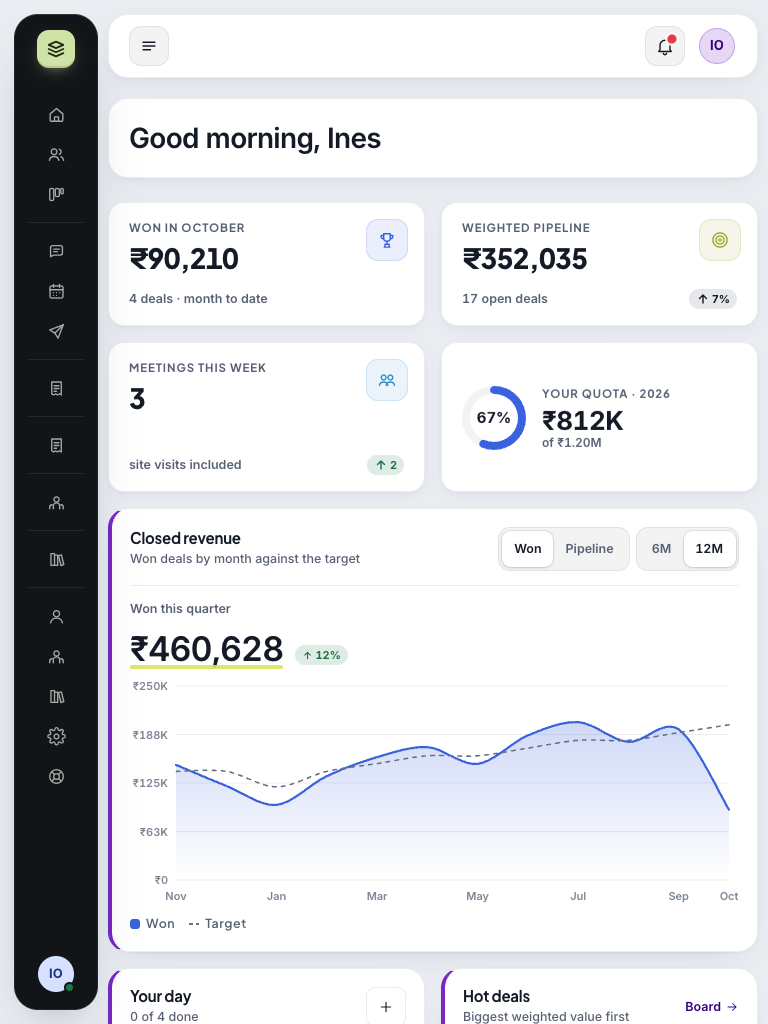 IO
Good morning, Ines
WON IN OCTOBER
₹90,210
4 deals · month to date
WEIGHTED PIPELINE
₹352,035
17 open deals
↑ 7%
MEETINGS THIS WEEK
3
site visits included
↑ 2
67%
YOUR QUOTA · 2026
₹812K
of ₹1.20M
Closed revenue
Won deals by month against the target
Won Pipeline 6M 12M
Won this quarter
₹460,628
↑ 12%
₹250K
₹188K
₹125K
₹63K
₹0
Nov Jan Mar May Jul Sep Oct
Won Target
IO
Your day
0 of 4 done
+
Hot deals
Biggest weighted value first
Board →